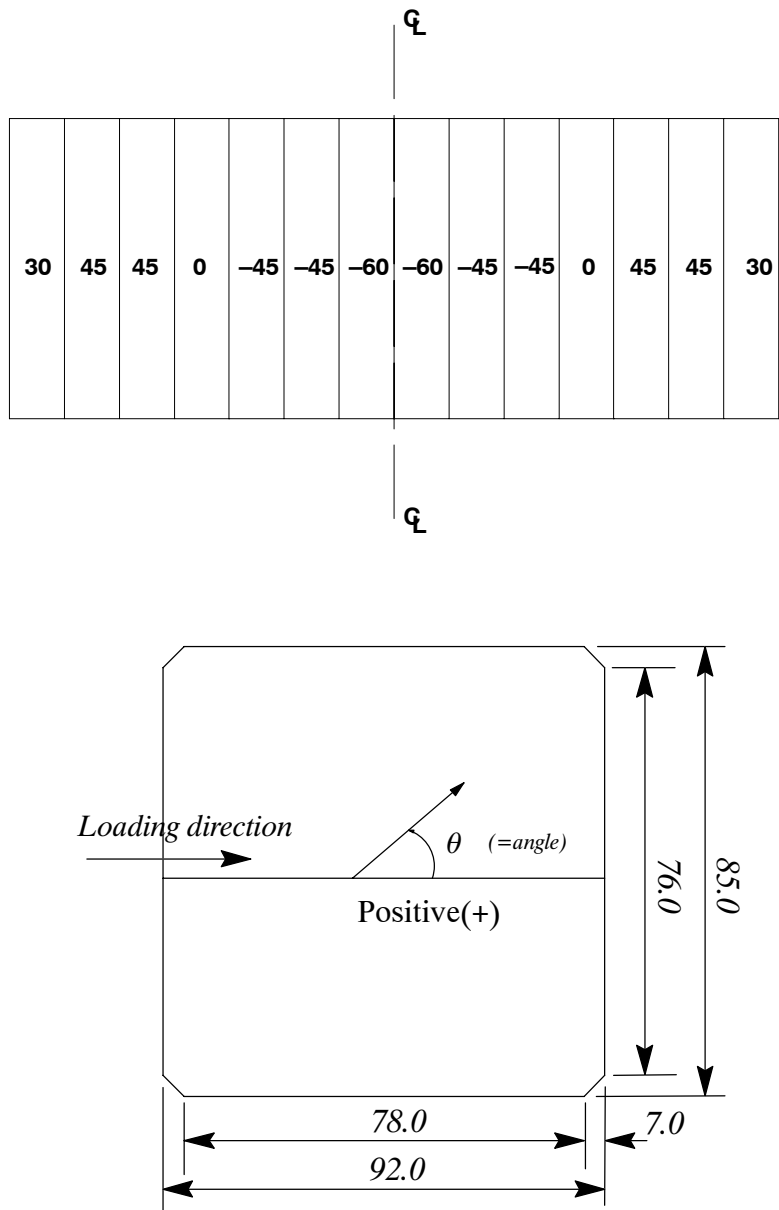 ℄
30 45 45 0 –45 –45 –60 –60 –45 –45 0 45 45 30
℄
Loading direction
θ (=angle)
Positive(+)
76.0
85.0
78.0
7.0
92.0